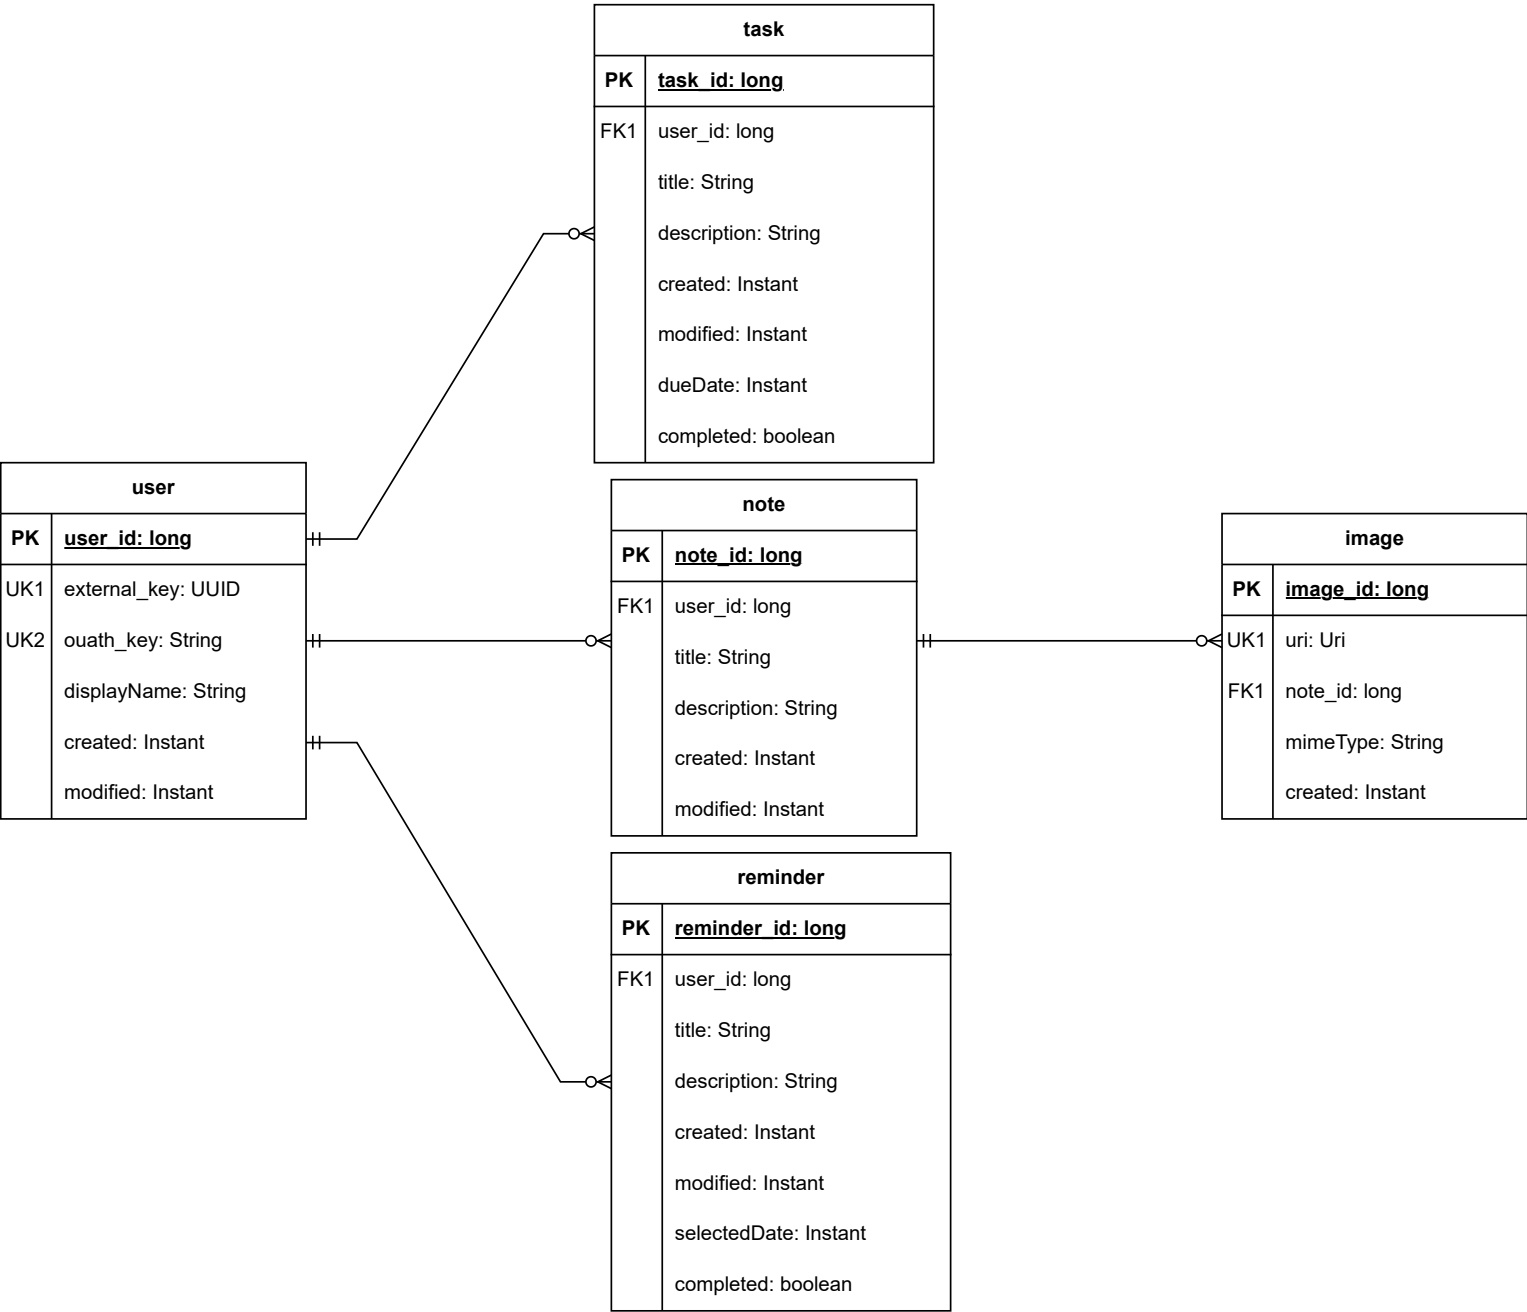 task
PK task_id: long
FK1 user_id: long
title: String
description: String
created: Instant
modified: Instant
dueDate: Instant
completed: boolean
user
PK user_id: long
UK1 external_key: UUID
UK2 ouath_key: String
displayName: String
created: Instant
modified: Instant
note
PK note_id: long
FK1 user_id: long
title: String
description: String
created: Instant
modified: Instant
image
PK image_id: long
UK1 uri: Uri
FK1 note_id: long
mimeType: String
created: Instant
reminder
PK reminder_id: long
FK1 user_id: long
title: String
description: String
created: Instant
modified: Instant
selectedDate: Instant
completed: boolean